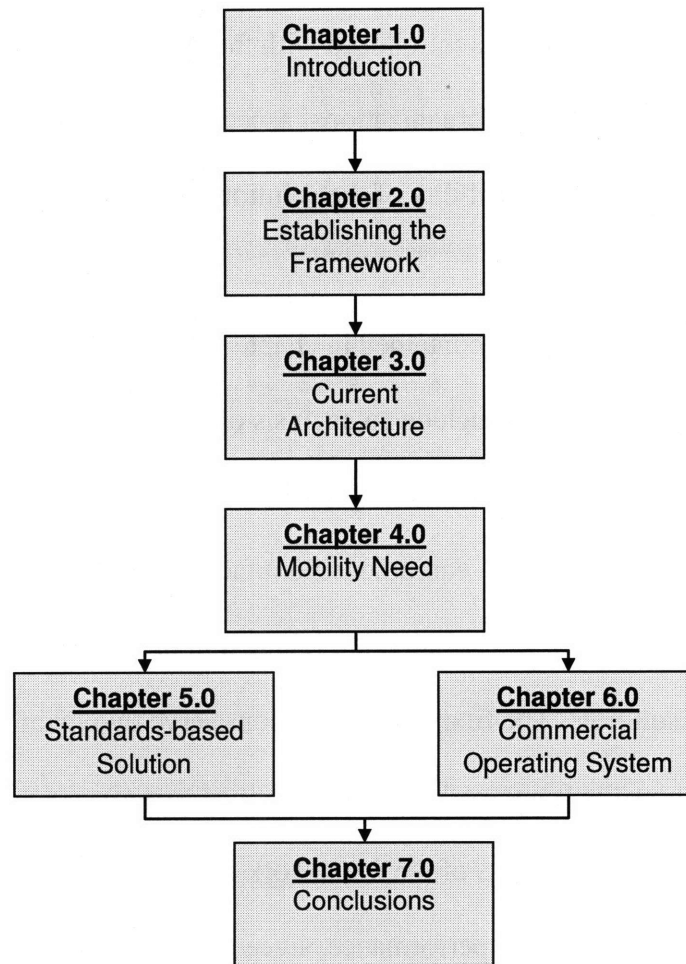 Chapter 1.0
Introduction
Chapter 2.0
Establishing the
Framework
Chapter 3.0
Current
Architecture
Chapter 4.0
Mobility Need
Chapter 5.0
Standards-based
Solution
Chapter 6.0
Commercial
Operating System
Chapter 7.0
Conclusions